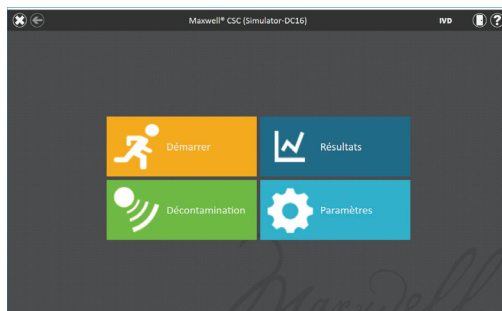 Maxwell® CSC (Simulator-DC16) IVD ?
Démarrer
Résultats
Décontamination
Paramètres
Maxwell